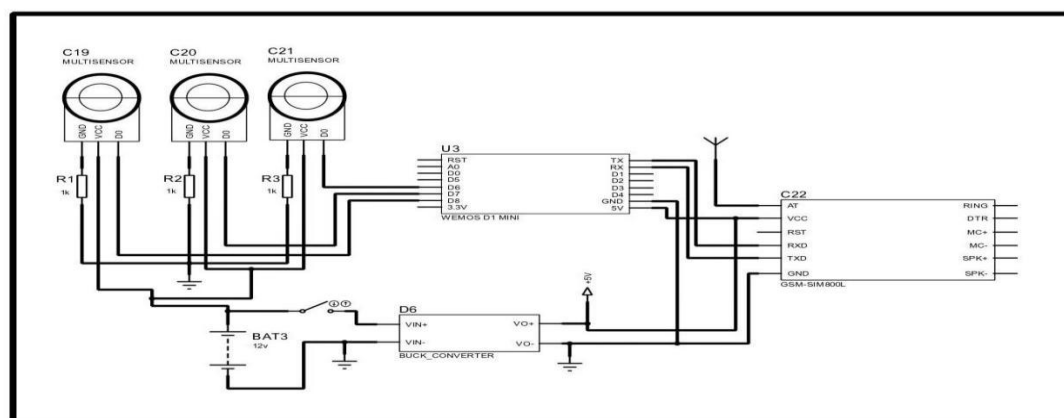 C19
MULTISENSOR
C20
MULTISENSOR
C21
MULTISENSOR
GND
VCC
D0
GND
VCC
D0
GND
VCC
D0
R1
1k
R2
1k
R3
1k
U3
RST
A0
D0
D5
D6
D7
D8
3.3V
TX
RX
D1
D2
D3
D4
GND
5V
WEMOS D1 MINI
C22
AT
VCC
RST
RXD
TXD
GND
RING
DTR
MC+
MC-
SPK+
SPK-
GSM-SIM800L
+5V
BAT3
12v
D6
VIN+
VIN-
VO+
VO-
BUCK_CONVERTER